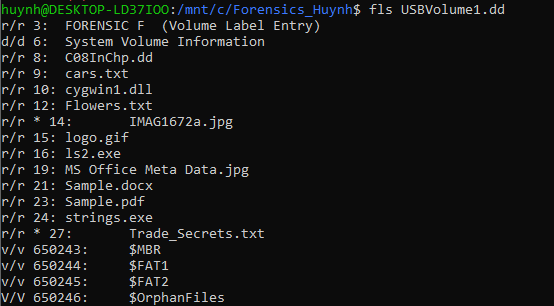 huynh@DESKTOP-LD37IOO:/mnt/c/Forensics_Huynh$ fls USBVolume1.dd
r/r 3:  FORENSIC F  (Volume Label Entry)
d/d 6:  System Volume Information
r/r 8:  C08InChp.dd
r/r 9:  cars.txt
r/r 10: cygwin1.dll
r/r 12: Flowers.txt
r/r * 14:       IMAG1672a.jpg
r/r 15: logo.gif
r/r 16: ls2.exe
r/r 19: MS Office Meta Data.jpg
r/r 21: Sample.docx
r/r 23: Sample.pdf
r/r 24: strings.exe
r/r * 27:       Trade_Secrets.txt
v/v 650243:     $MBR
v/v 650244:     $FAT1
v/v 650245:     $FAT2
V/V 650246:     $OrphanFiles